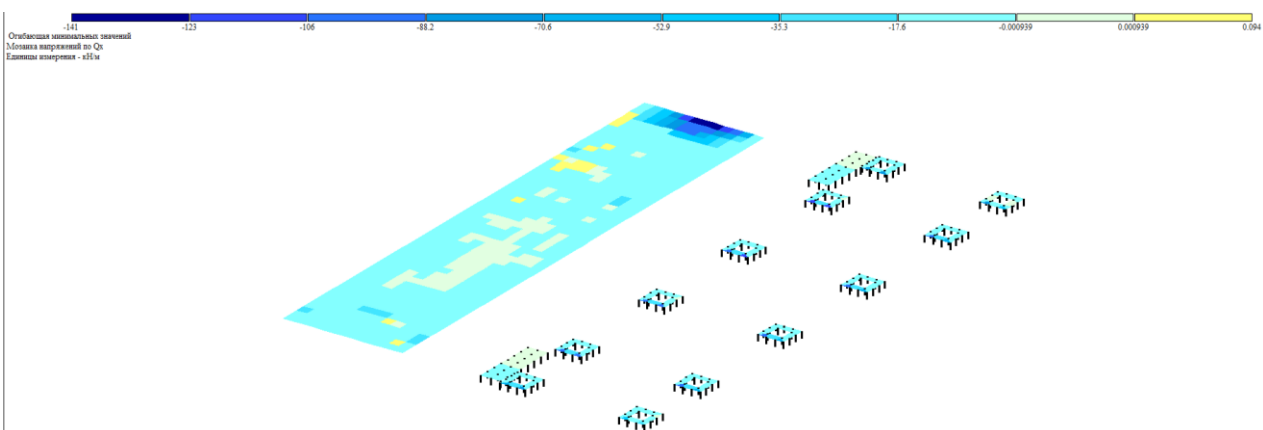 -141 -123 -106 -88.2 -70.6 -52.9 -35.3 -17.6 -0.000939 0.000939 0.094
Огибающая минимальных значений
Мозаика напряжений по Qx
Единицы измерения - кН/м